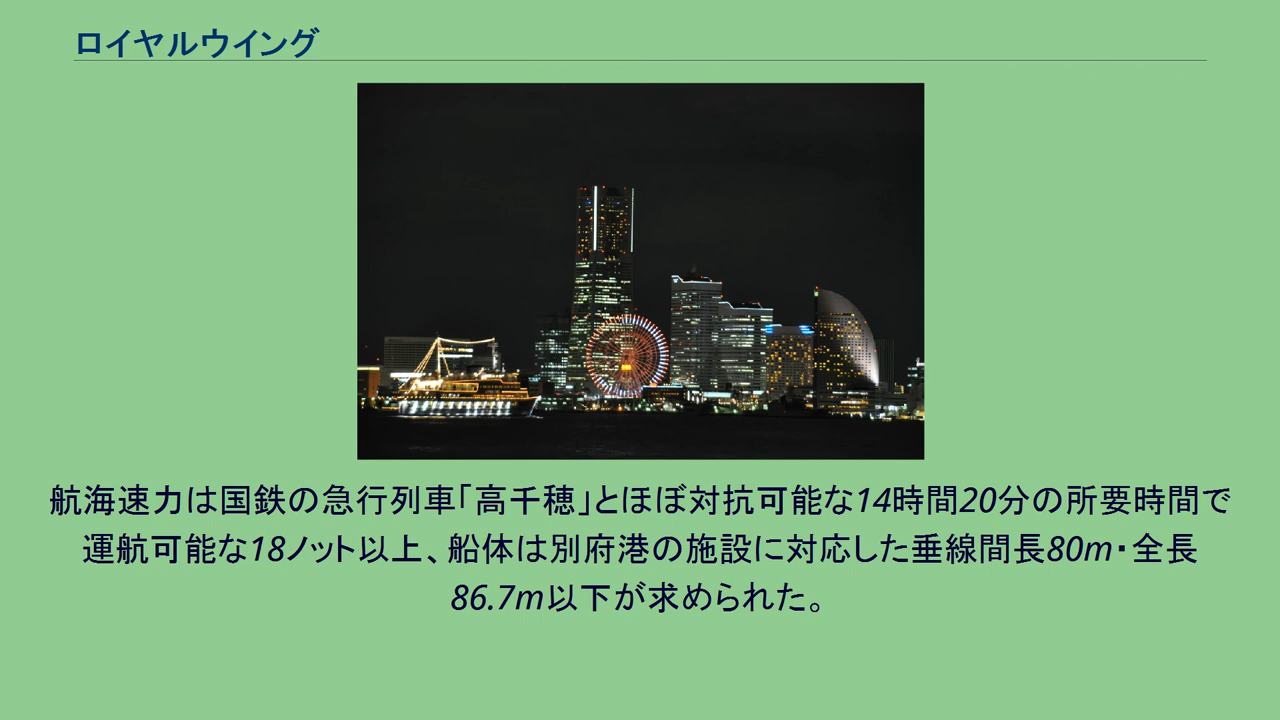 ロイヤルウイング
航海速力は国鉄の急行列車「高千穂」とほぼ対抗可能な14時間20分の所要時間で
運航可能な18ノット以上、船体は別府港の施設に対応した垂線間長80m・全長
86.7m以下が求められた。